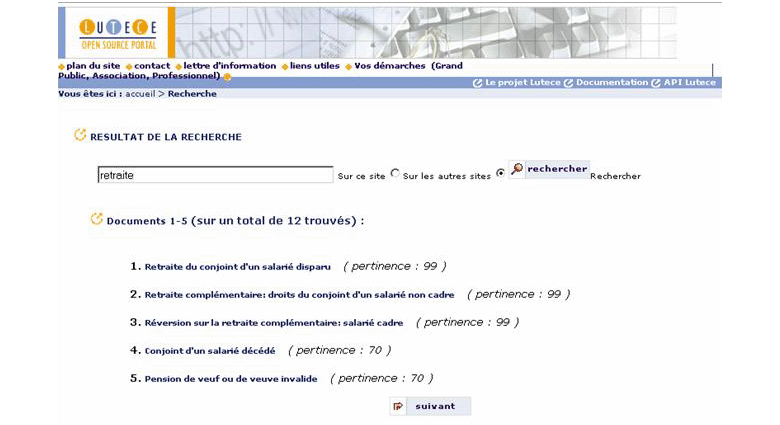 LUTECE
OPEN SOURCE PORTAL
http://
plan du site contact lettre d'information liens utiles Vos démarches (Grand
Public, Association, Professionnel)
Le projet Lutece Documentation API Lutece
Vous êtes ici : accueil > Recherche
RESULTAT DE LA RECHERCHE
retraite Sur ce site Sur les autres sites rechercher Rechercher
Documents 1-5 (sur un total de 12 trouvés) :
1. Retraite du conjoint d'un salarié disparu ( pertinence : 99 )
2. Retraite complémentaire: droits du conjoint d'un salarié non cadre ( pertinence : 99 )
3. Réversion sur la retraite complémentaire: salarié cadre ( pertinence : 99 )
4. Conjoint d'un salarié décédé ( pertinence : 70 )
5. Pension de veuf ou de veuve invalide ( pertinence : 70 )
suivant